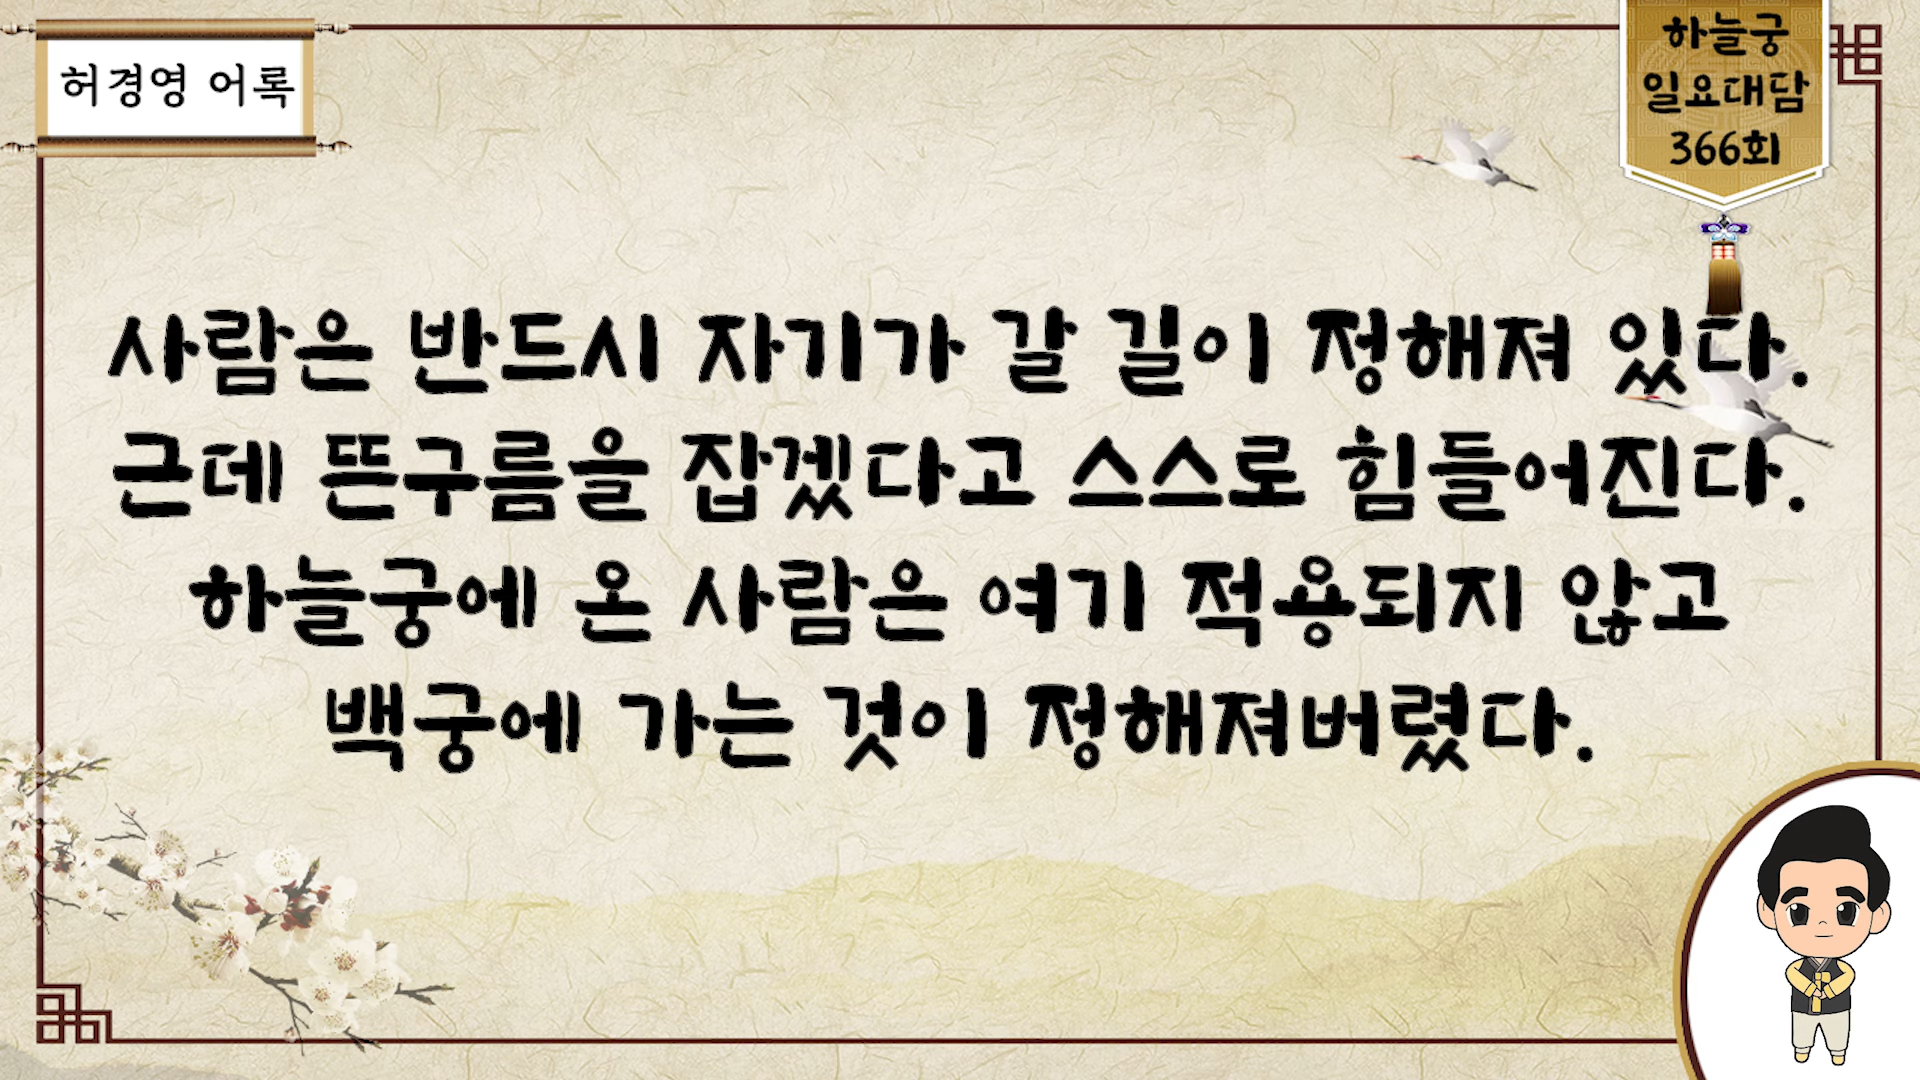 허경영 어록
하늘궁
일요대담
366회
사람은 반드시 자기가 갈 길이 정해져 있다.
근데 뜬구름을 잡겠다고 스스로 힘들어진다.
하늘궁에 온 사람은 여기 적용되지 않고
백궁에 가는 것이 정해져버렸다.